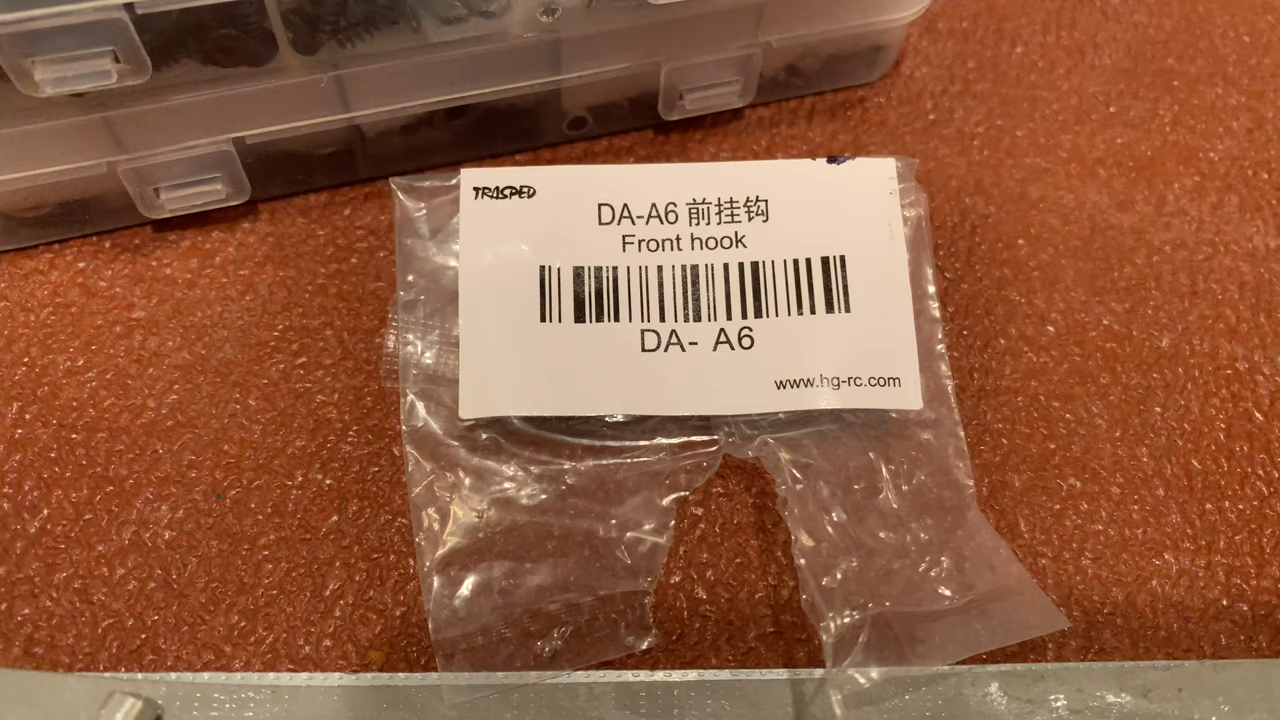 TRASPED
DA-A6 前挂钩
Front hook
DA- A6
www.hg-rc.com